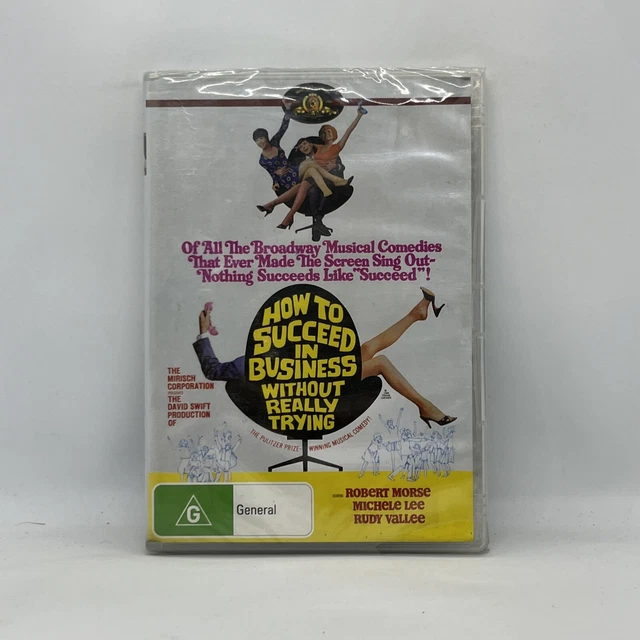 Of All The Broadway Musical Comedies
That Ever Made The Screen Sing Out–
"Nothing Succeeds Like "Succeed"!
HOW TO
SUCCEED
IN
BUSINESS
WITHOUT
REALLY
TRYING
THE
MIRISCH
CORPORATION
PRESENTS
THE
DAVID SWIFT
PRODUCTION
OF
THE PULITZER PRIZE-WINNING MUSICAL COMEDY!
G
General
STARRING ROBERT MORSE
MICHELE LEE
RUDY VALLEE